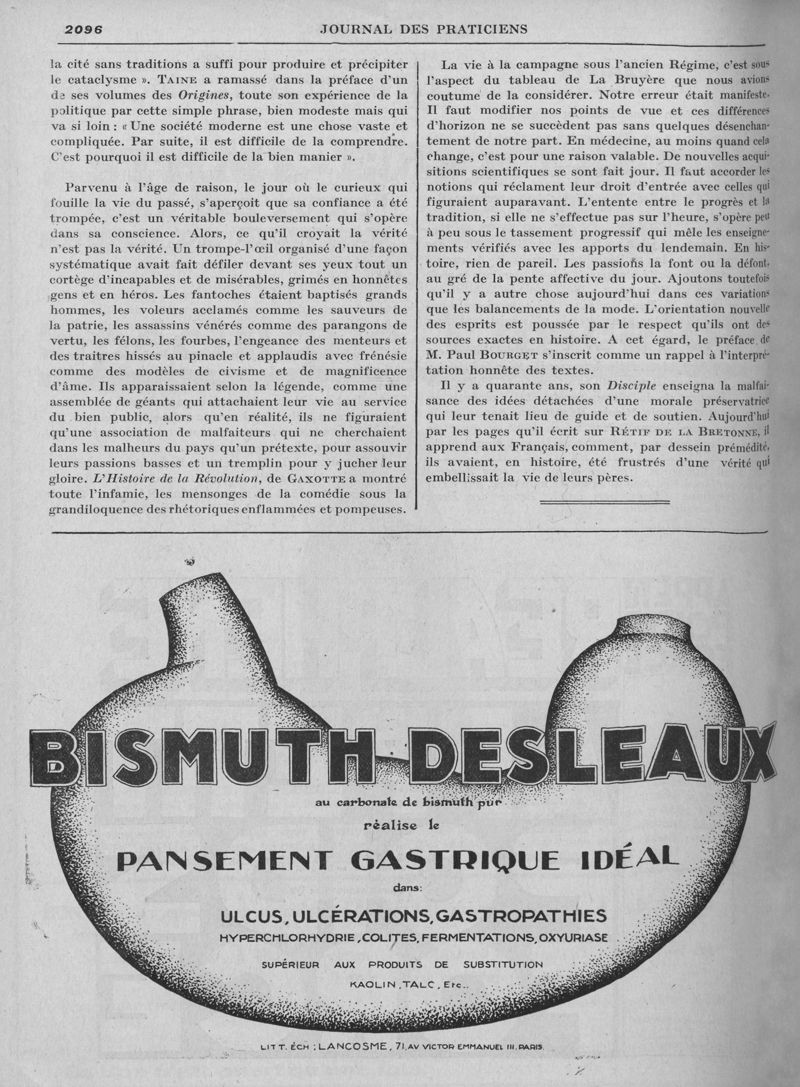 2096
JOURNAL DES PRATICIENS
la cité sans traditions a suffi pour produire et précipiter
le cataclysme ». TAINE a ramassé dans la préface d'un
de ses volumes des Origines, toute son expérience de la
politique par cette simple phrase, bien modeste mais qui
va si loin : « Une société moderne est une chose vaste et
compliquée. Par suite, il est difficile de la comprendre.
C'est pourquoi il est difficile de la bien manier ».
Parvenu à l'âge de raison, le jour où le curieux qui
fouille la vie du passé, s'aperçoit que sa confiance a été
trompée, c'est un véritable bouleversement qui s'opère
dans sa conscience. Alors, ce qu'il croyait la vérité
n'est pas la vérité. Un trompe-l'œil organisé d'une façon
systématique avait fait défiler devant ses yeux tout un
cortège d'incapables et de misérables, grimés en honnêtes
gens et en héros. Les fantoches étaient baptisés grands
hommes, les voleurs acclamés comme les sauveurs de
la patrie, les assassins vénérés comme des parangons de
vertu, les félons, les fourbes, l'engeance des menteurs et
des traitres hissés au pinacle et applaudis avec frénésie
comme des modèles de civisme et de magnificence
d'âme. Ils apparaissaient selon la légende, comme une
assemblée de géants qui attachaient leur vie au service
du bien public, alors qu'en réalité, ils ne figuraient
qu'une association de malfaiteurs qui ne cherchaient
dans les malheurs du pays qu'un prétexte, pour assouvir
leurs passions basses et un tremplin pour y jucher leur
gloire. L'Histoire de la Révolution, de GAXOTTE a montré
toute l'infamie, les mensonges de la comédie sous la
grandiloquence des rhétoriques enflammées et pompeuses.
La vie à la campagne sous l'ancien Régime, c'est sous
l'aspect du tableau de La Bruyère que nous avions
coutume de la considérer. Notre erreur était manifeste.
Il faut modifier nos points de vue et ces différences
d'horizon ne se succèdent pas sans quelques désenchan-
tement de notre part. En médecine, au moins quand cela
change, c'est pour une raison valable. De nouvelles acqui-
sitions scientifiques se sont fait jour. Il faut accorder les
notions qui réclament leur droit d'entrée avec celles qui
figuraient auparavant. L'entente entre le progrès et la
tradition, si elle ne s'effectue pas sur l'heure, s'opère peu
à peu sous le tassement progressif qui mêle les enseigne-
ments vérifiés avec les apports du lendemain. En his-
toire, rien de pareil. Les passions la font ou la défont,
au gré de la pente affective du jour. Ajoutons toutefois
qu'il y a autre chose aujourd'hui dans ces variations
que les balancements de la mode. L'orientation nouvelle
des esprits est poussée par le respect qu'ils ont des
sources exactes en histoire. A cet égard, le préface de
M. Paul BOURGET s'inscrit comme un rappel à l'interpré-
tation honnête des textes.
Il y a quarante ans, son Disciple enseigna la malfai-
sance des idées détachées d'une morale préservatrice
qui leur tenait lieu de guide et de soutien. Aujourd'hui
par les pages qu'il écrit sur RÉTIF DE LA BRETONNE, il
apprend aux Français, comment, par dessein prémédité,
ils avaient, en histoire, été frustrés d'une vérité qui
embellissait la vie de leurs pères.
BISMUTH DESLEAUX
au carbonate de bismuth pur
réalise le
PANSEMENT GASTRIQUE IDÉAL
dans:
ULCUS, ULCÉRATIONS, GASTROPATHIES
HYPERCHLORHYDRIE, COLITES, FERMENTATIONS, OXYURIASE
SUPÉRIEUR AUX PRODUITS DE SUBSTITUTION
KAOLIN, TALC, Etc..
LITT. ÉCH : LANCOSME, 71, AV VICTOR EMMANUEL III. PARIS.